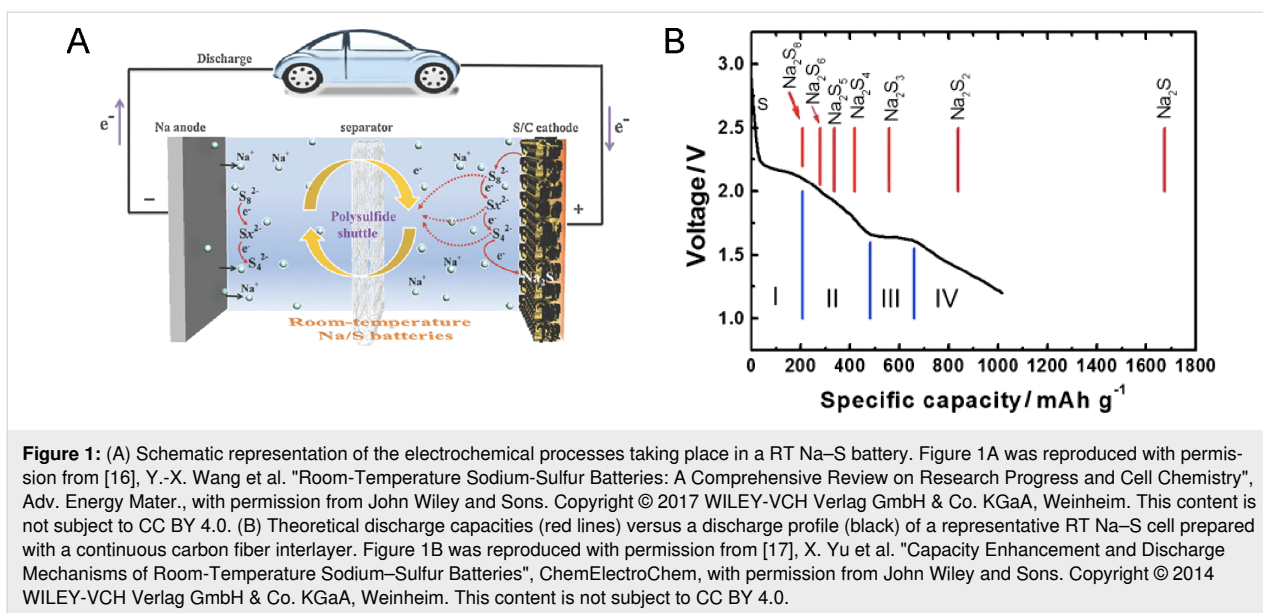 A
Discharge
e-
e-
Na anode
separator
S/C cathode
Na+
Na+
Na+
e-
S8 2-
e-
S8 2-
e-
Sx2-
Sx2-
e-
e-
S4 2-
S4 2-
e-
Polysulfide
shuttle
−
+
Na+
Na+
Na+
Na+
Na2S
Room-temperature
Na/S batteries
B
Voltage / V
3.0
2.5
2.0
1.5
1.0
S
Na2S8
Na2S6
Na2S5
Na2S4
Na2S3
Na2S2
Na2S
I
II
III
IV
0 200 400 600 800 1000 1200 1400 1600 1800
Specific capacity / mAh g-1
Figure 1: (A) Schematic representation of the electrochemical processes taking place in a RT Na–S battery. Figure 1A was reproduced with permis-
sion from [16], Y.-X. Wang et al. "Room-Temperature Sodium-Sulfur Batteries: A Comprehensive Review on Research Progress and Cell Chemistry",
Adv. Energy Mater., with permission from John Wiley and Sons. Copyright © 2017 WILEY-VCH Verlag GmbH & Co. KGaA, Weinheim. This content is
not subject to CC BY 4.0. (B) Theoretical discharge capacities (red lines) versus a discharge profile (black) of a representative RT Na–S cell prepared
with a continuous carbon fiber interlayer. Figure 1B was reproduced with permission from [17], X. Yu et al. "Capacity Enhancement and Discharge
Mechanisms of Room-Temperature Sodium–Sulfur Batteries", ChemElectroChem, with permission from John Wiley and Sons. Copyright © 2014
WILEY-VCH Verlag GmbH & Co. KGaA, Weinheim. This content is not subject to CC BY 4.0.